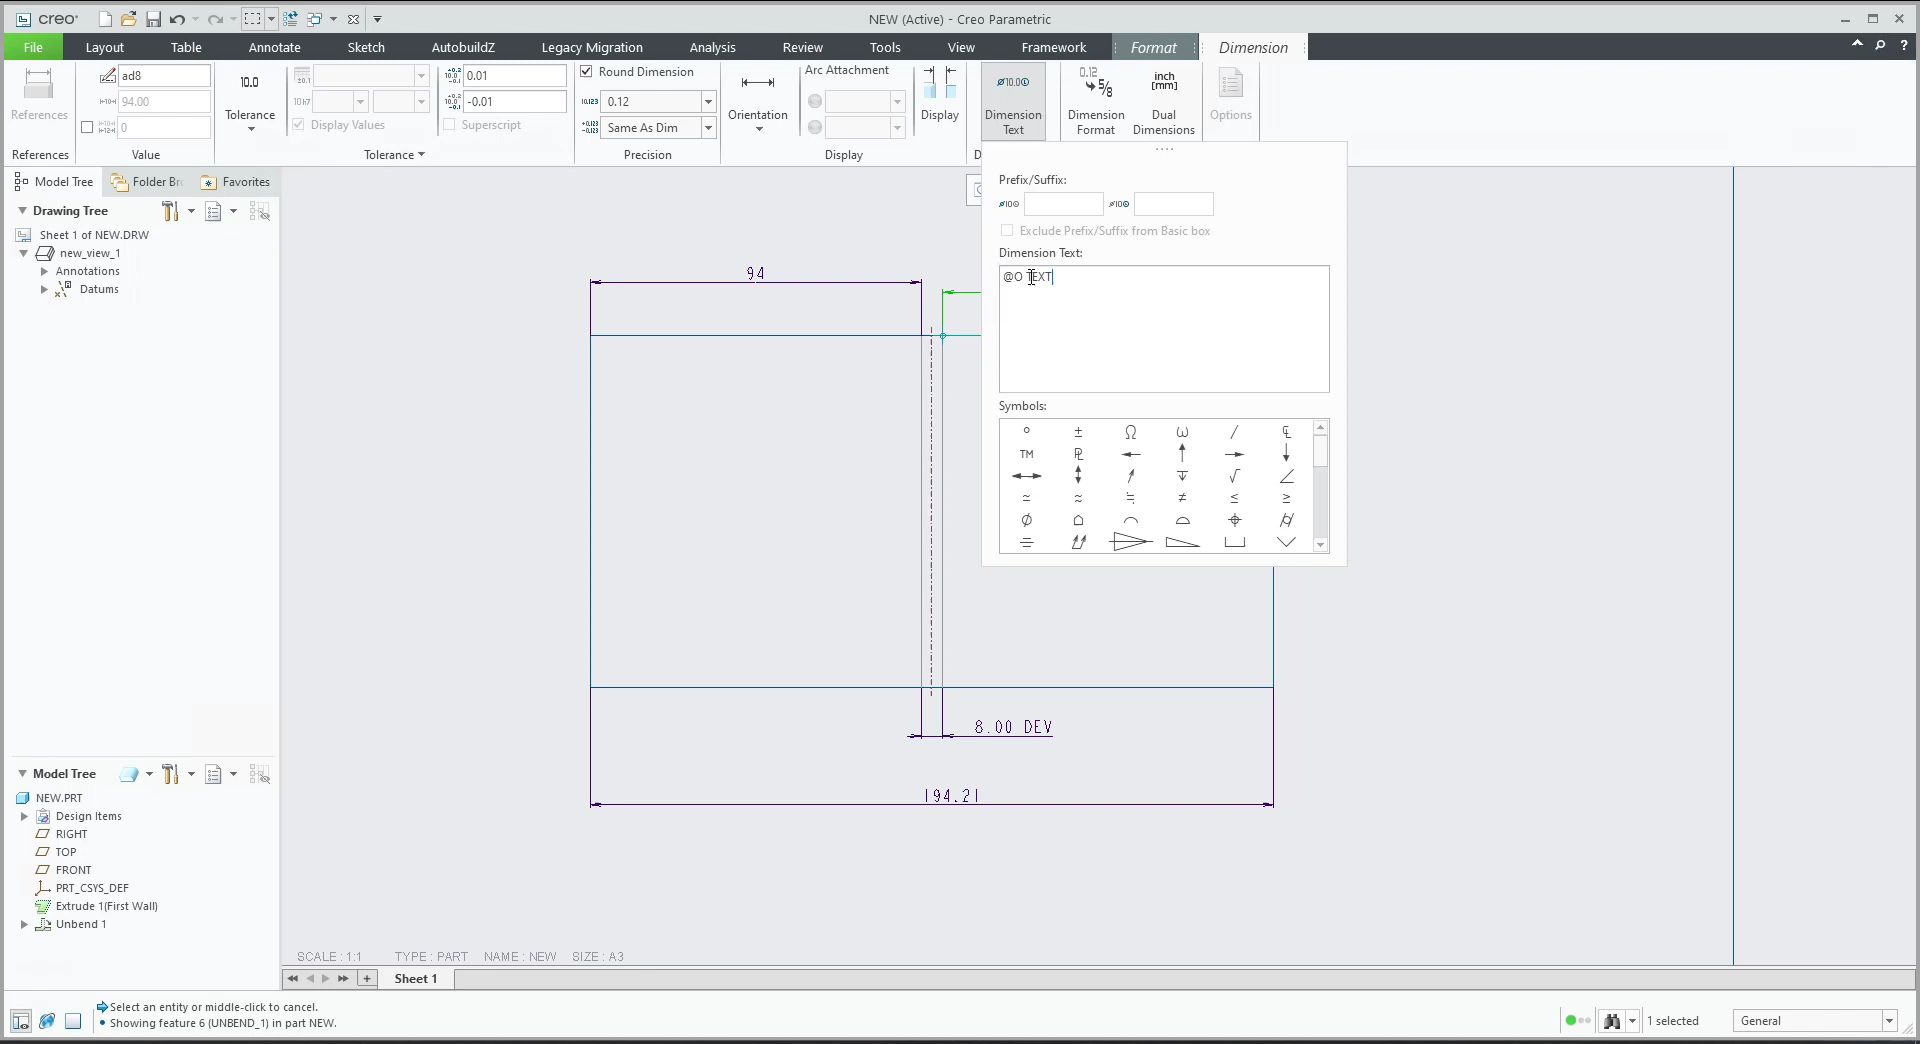 creo®
NEW (Active) - Creo Parametric
File
Layout
Table
Annotate
Sketch
AutobuildZ
Legacy Migration
Analysis
Review
Tools
View
Framework
Format
Dimension
References
References
ad8
94.00
0
Value
10.0
Tolerance
10h7
Display Values
0.01
-0.01
Superscript
Tolerance
Round Dimension
0.12
Same As Dim
Precision
Orientation
Arc Attachment
Display
Display
Dimension
Text
Dimension
Format
inch
[mm]
Dual
Dimensions
Options
Model Tree
Folder Br
Favorites
Drawing Tree
Sheet 1 of NEW.DRW
new_view_1
Annotations
Datums
Prefix/Suffix:
Exclude Prefix/Suffix from Basic box
Dimension Text:
@O TEXT
Symbols:
° ± Ω ω / ℄
TM ⅊ ← ↑ → ↓
94
8.00 DEV
194.21
Model Tree
NEW.PRT
Design Items
RIGHT
TOP
FRONT
PRT_CSYS_DEF
Extrude 1(First Wall)
Unbend 1
SCALE : 1:1 TYPE : PART NAME : NEW SIZE : A3
Sheet 1
Select an entity or middle-click to cancel.
• Showing feature 6 (UNBEND_1) in part NEW.
1 selected
General